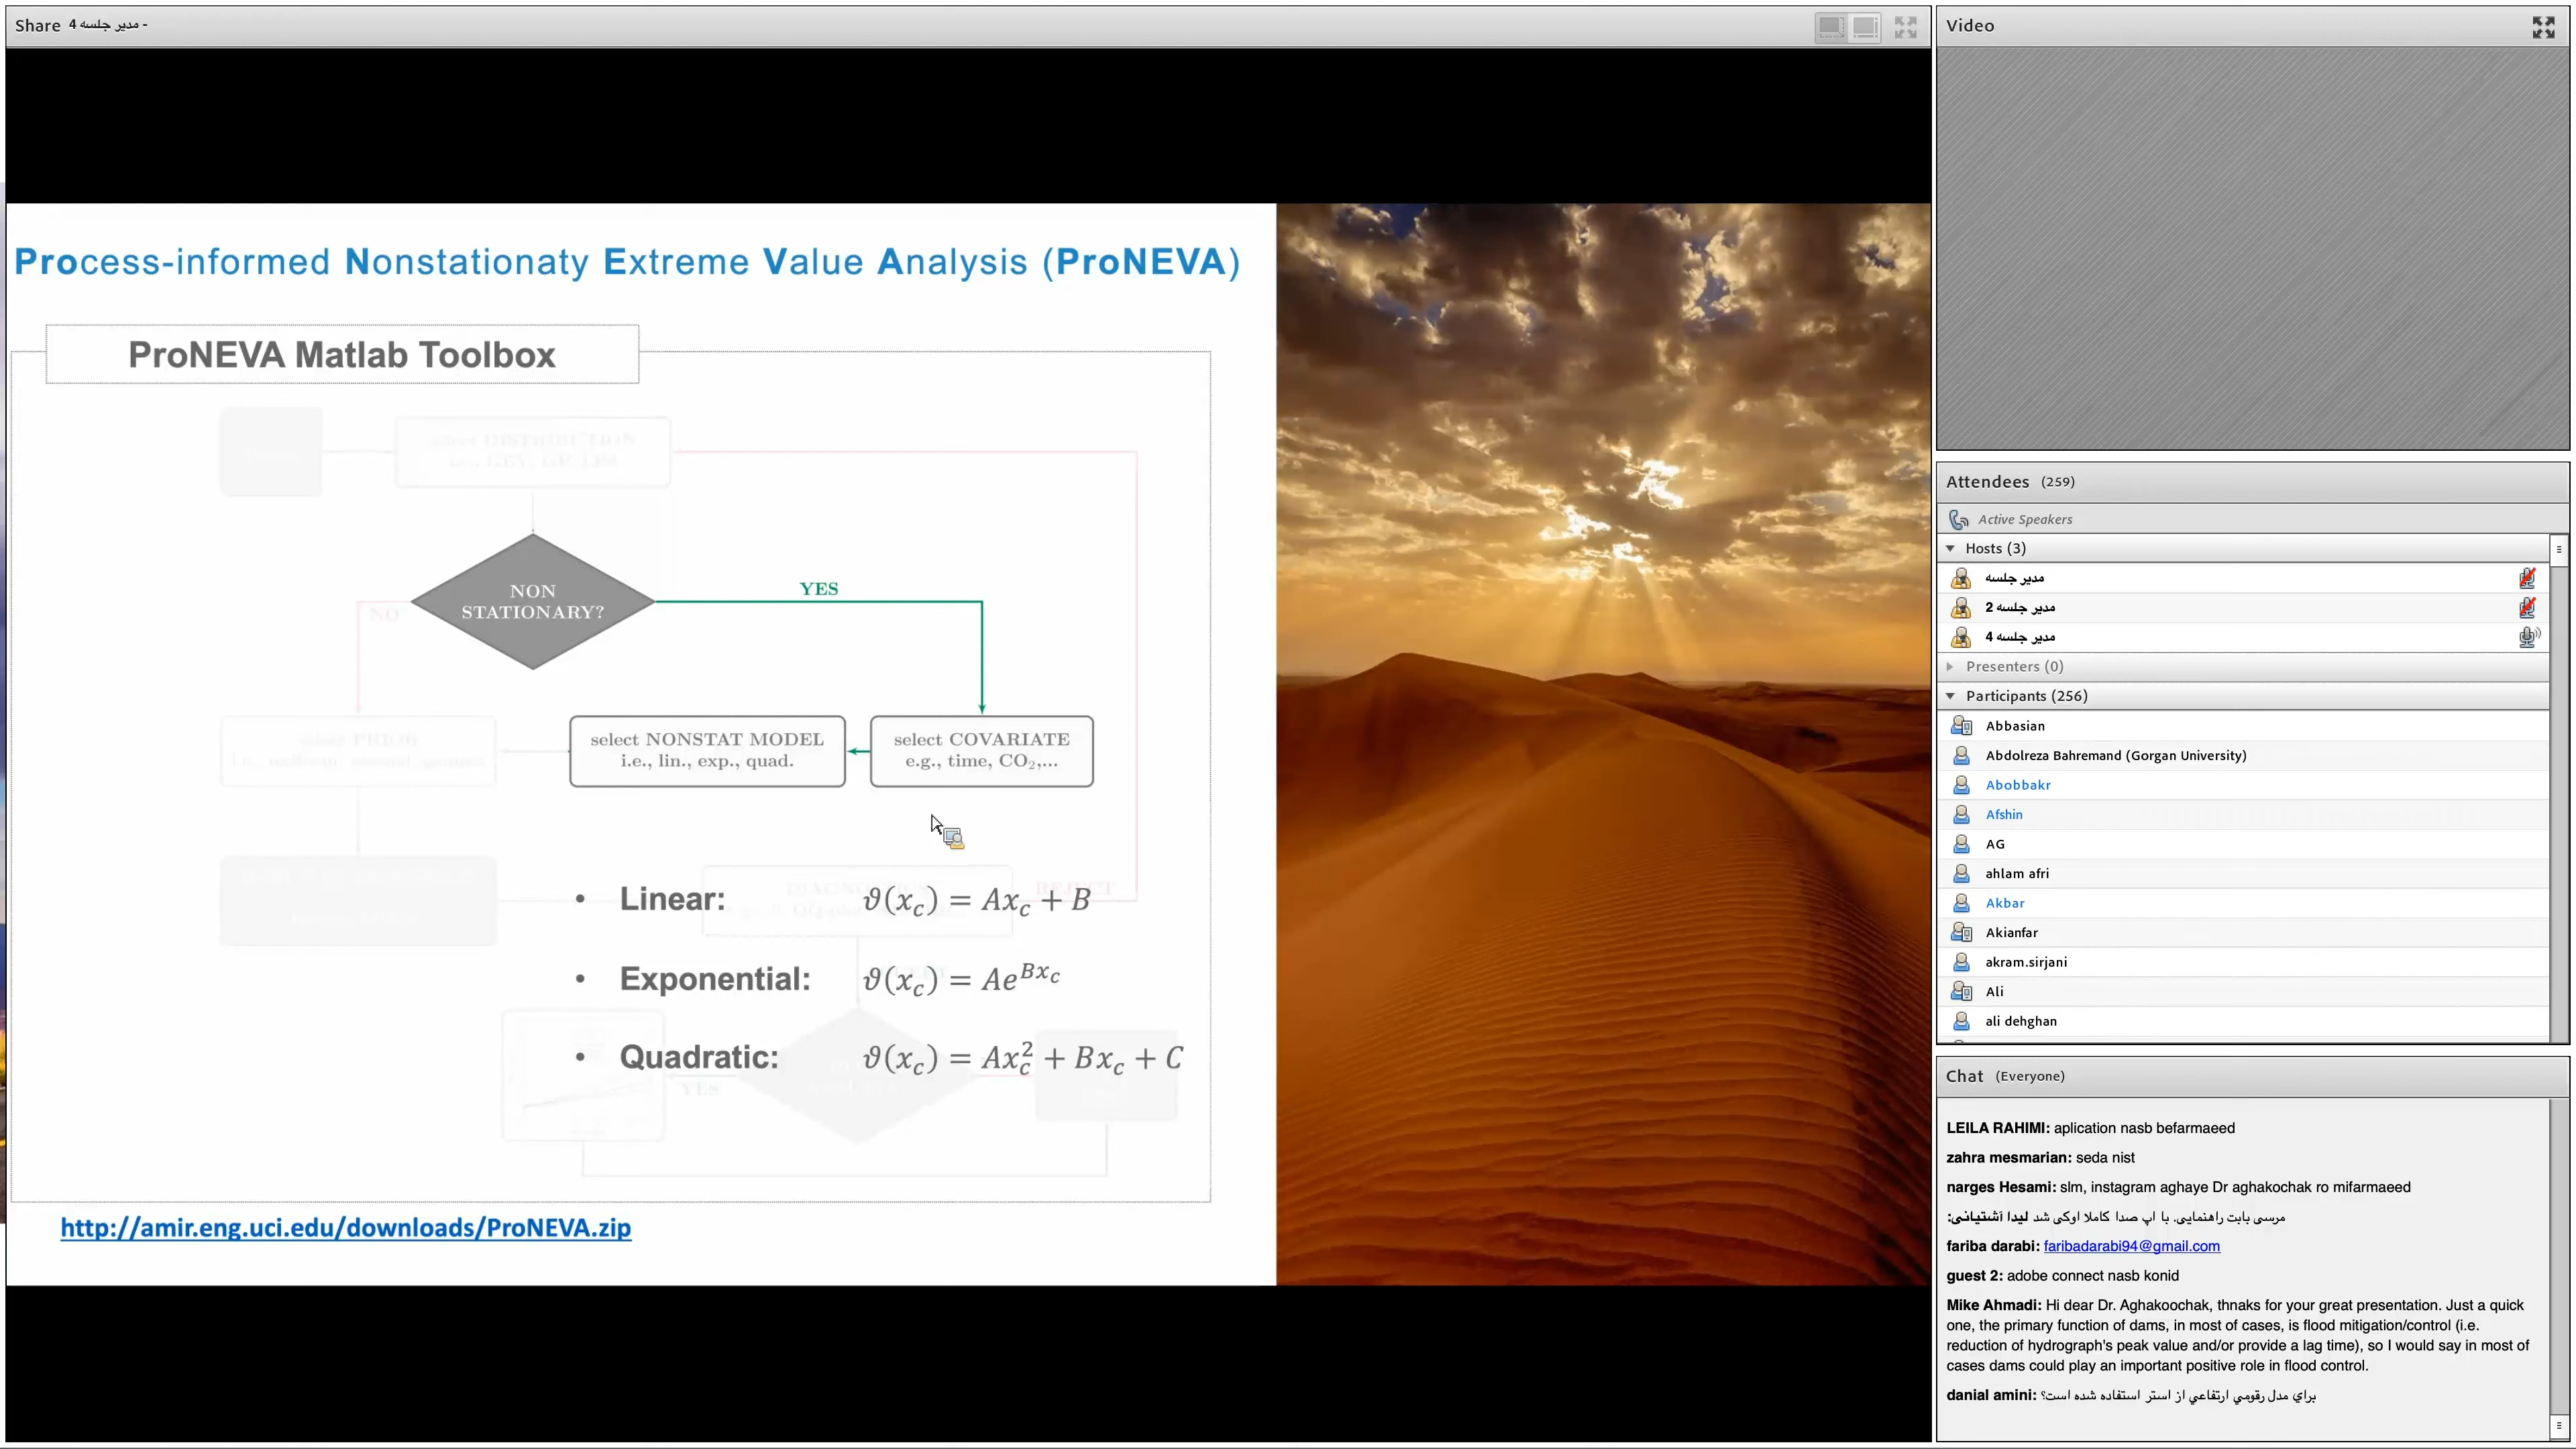 Share مدیر جلسه 4 -
Process-informed Nonstationaty Extreme Value Analysis (ProNEVA)
ProNEVA Matlab Toolbox
select DISTRIBUTION
NON
STATIONARY?
YES
NO
select PRIOR
select NONSTAT MODEL
i.e., lin., exp., quad.
select COVARIATE
e.g., time, CO₂,...
REJECT
• Linear: ϑ(x_c) = Ax_c + B
• Exponential: ϑ(x_c) = Ae^{Bx_c}
• Quadratic: ϑ(x_c) = Ax_c^2 + Bx_c + C
YES
http://amir.eng.uci.edu/downloads/ProNEVA.zip
Video
Attendees (259)
Active Speakers
Hosts (3)
مدیر جلسه
مدیر جلسه 2
مدیر جلسه 4
Presenters (0)
Participants (256)
Abbasian
Abdolreza Bahremand (Gorgan University)
Abobbakr
Afshin
AG
ahlam afri
Akbar
Akianfar
akram.sirjani
Ali
ali dehghan
Chat (Everyone)
LEILA RAHIMI: aplication nasb befarmaeed
zahra mesmarian: seda nist
narges Hesami: slm, instagram aghaye Dr aghakochak ro mifarmaeed
لیدا آشتیانی: مرسی بابت راهنمایی. با اپ صدا کاملا اوکی شد
fariba darabi: faribadarabi94@gmail.com
guest 2: adobe connect nasb konid
Mike Ahmadi: Hi dear Dr. Aghakoochak, thnaks for your great presentation. Just a quick
one, the primary function of dams, in most of cases, is flood mitigation/control (i.e.
reduction of hydrograph's peak value and/or provide a lag time), so I would say in most of
cases dams could play an important positive role in flood control.
danial amini: براي مدل رقومي ارتفاعي از استر استفاده شده است؟